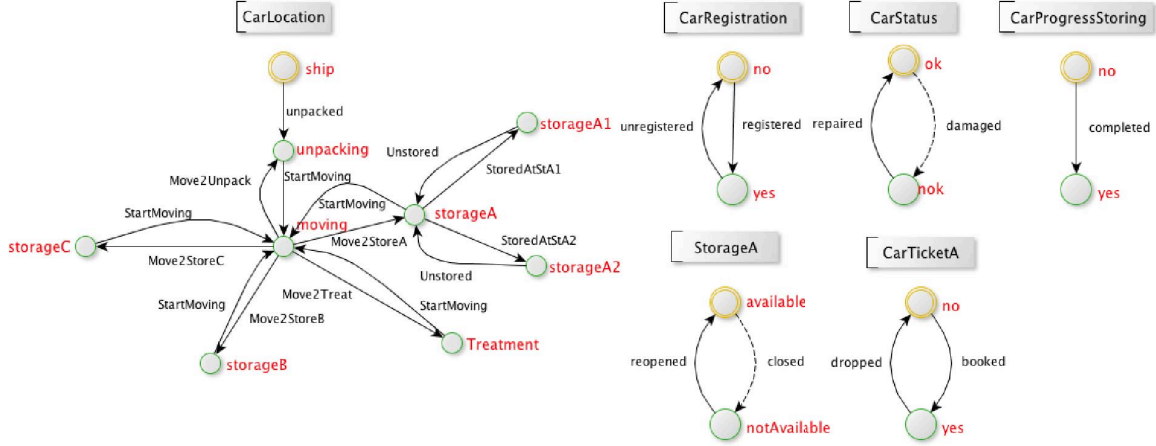 CarLocation
ship
unpacked
unpacking
Move2Unpack
StartMoving
moving
StartMoving
storageC
Move2StoreC
StartMoving
Move2StoreB
storageB
Move2Treat
StartMoving
Treatment
StartMoving
Move2StoreA
storageA
Unstored
StoredAtStA1
storageA1
StoredAtStA2
Unstored
storageA2
CarRegistration
no
unregistered
registered
yes
CarStatus
ok
repaired
damaged
nok
CarProgressStoring
no
completed
yes
StorageA
available
reopened
closed
notAvailable
CarTicketA
no
dropped
booked
yes